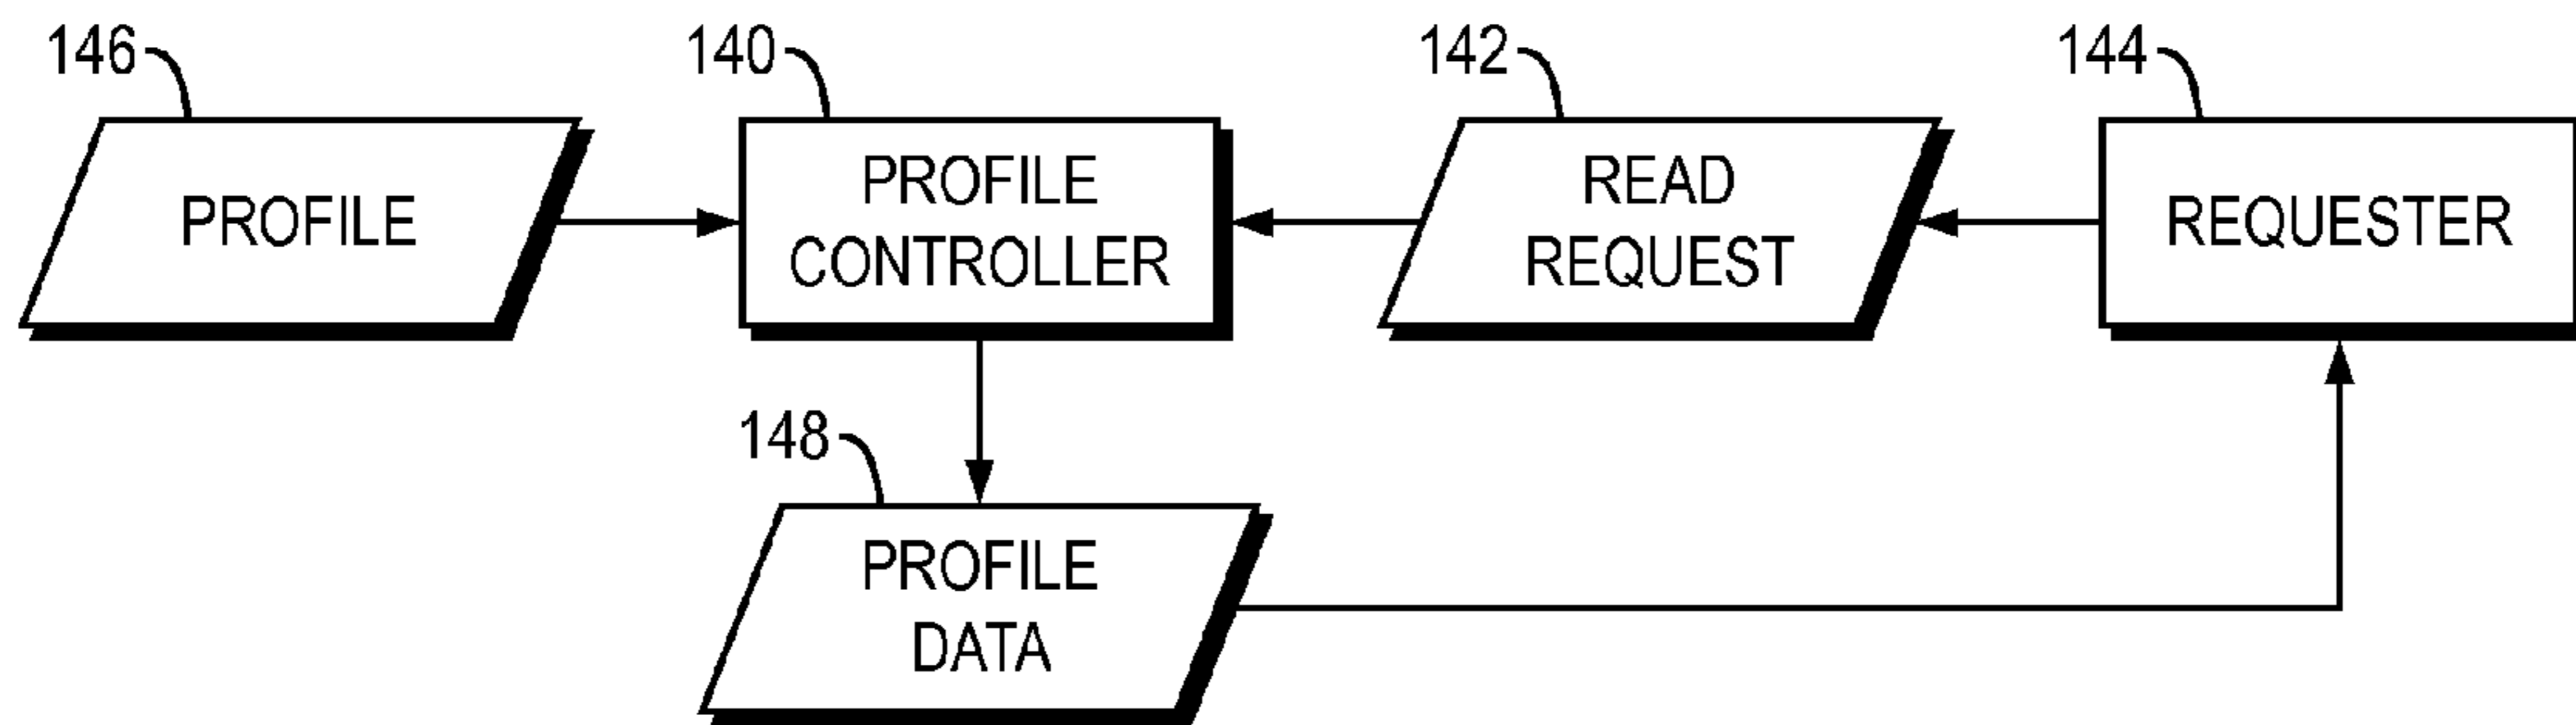 146
140
142
144
PROFILE
PROFILE
CONTROLLER
READ
REQUEST
REQUESTER
148
PROFILE
DATA